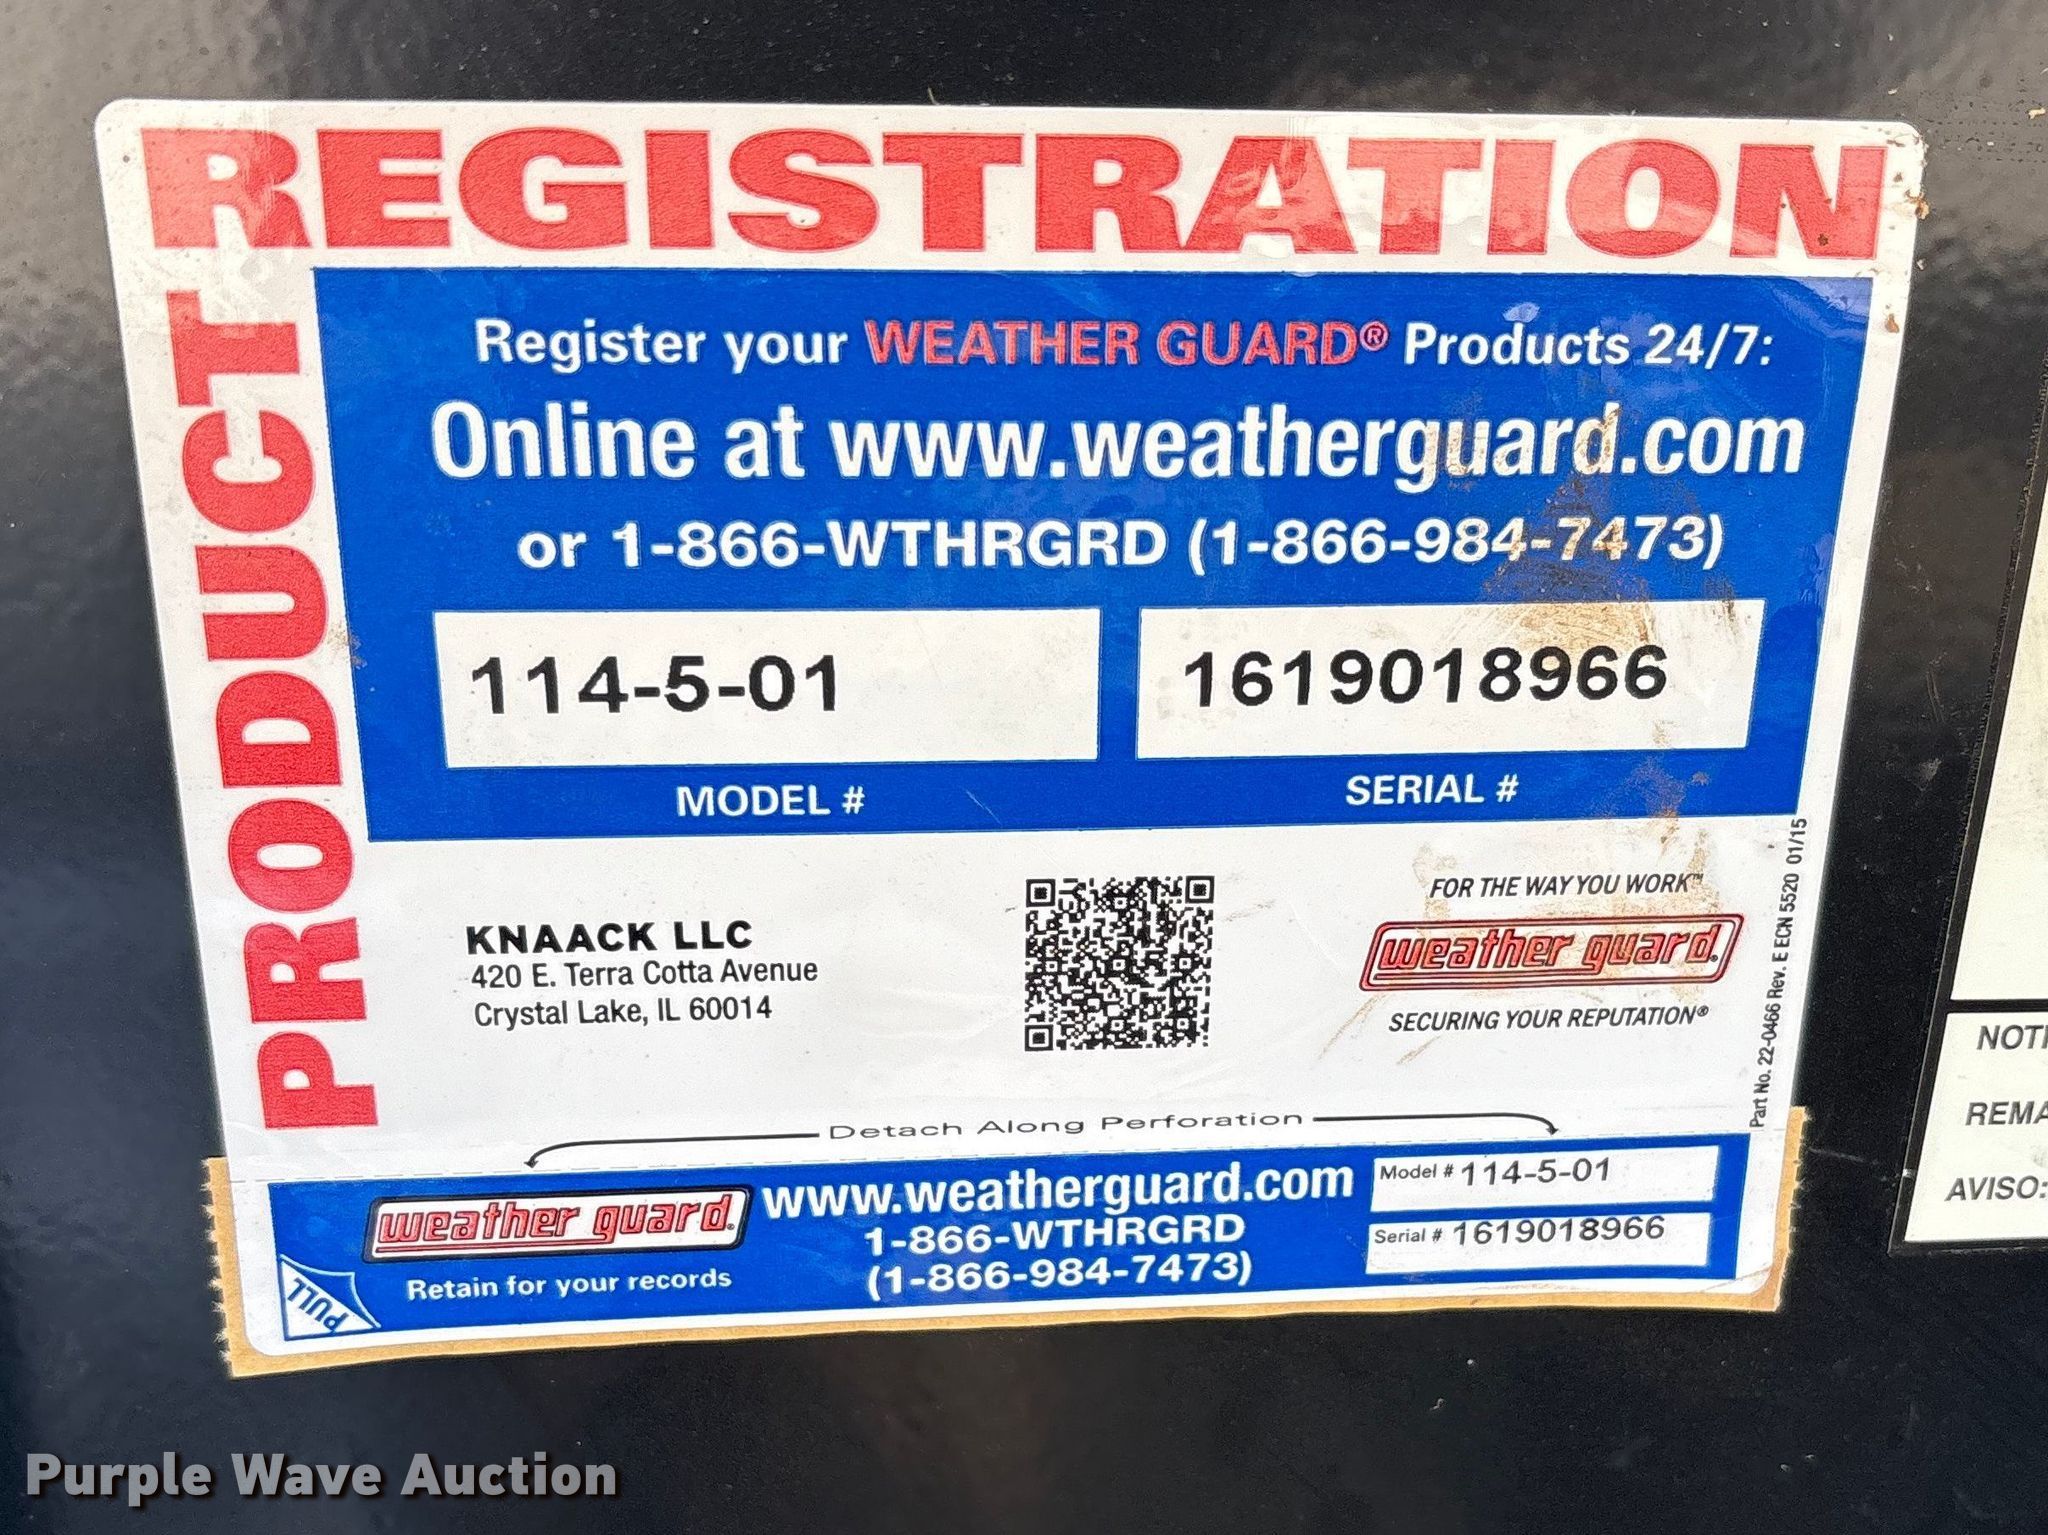 PRODUCT
REGISTRATION
Register your WEATHER GUARD® Products 24/7:
Online at www.weatherguard.com
or 1-866-WTHRGRD (1-866-984-7473)
114-5-01
MODEL #
1619018966
SERIAL #
KNAACK LLC
420 E. Terra Cotta Avenue
Crystal Lake, IL 60014
FOR THE WAY YOU WORK™
weather guard®
SECURING YOUR REPUTATION®
Part No. 22-0466 Rev. E ECN 5520 01/15
Detach Along Perforation
PULL
weather guard®
Retain for your records
www.weatherguard.com
1-866-WTHRGRD
(1-866-984-7473)
Model # 114-5-01
Serial # 1619018966
NOTI
REMA
AVISO:
Purple Wave Auction